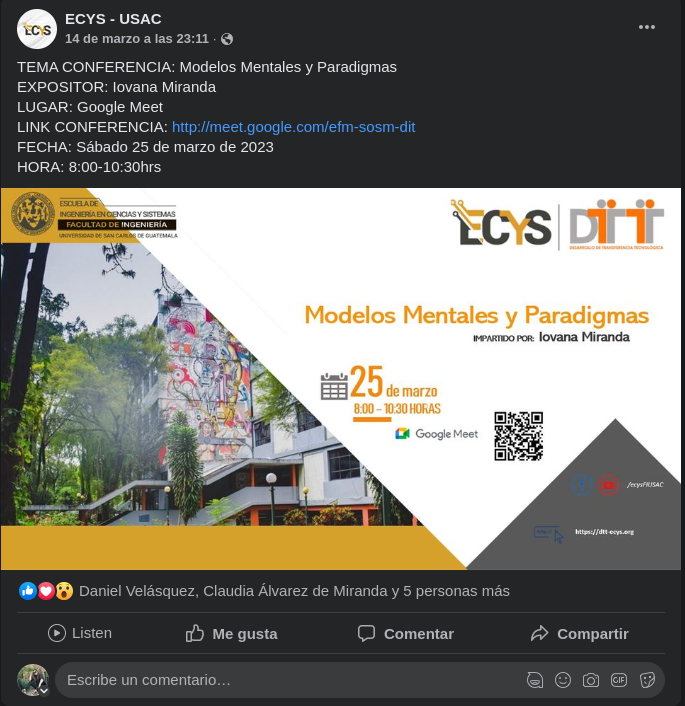 ECYS - USAC
14 de marzo a las 23:11 ·
TEMA CONFERENCIA: Modelos Mentales y Paradigmas
EXPOSITOR: Iovana Miranda
LUGAR: Google Meet
LINK CONFERENCIA: http://meet.google.com/efm-sosm-dit
FECHA: Sábado 25 de marzo de 2023
HORA: 8:00-10:30hrs
ESCUELA DE
INGENIERÍA EN CIENCIAS Y SISTEMAS
FACULTAD DE INGENIERÍA
UNIVERSIDAD DE SAN CARLOS DE GUATEMALA
ECYS DTT
DESARROLLO DE TRANSFERENCIA TECNOLÓGICA
Modelos Mentales y Paradigmas
IMPARTIDO POR: Iovana Miranda
25 de marzo
8:00 – 10:30 HORAS
Google Meet
/ecysFIUSAC
https://dtt-ecys.org
Daniel Velásquez, Claudia Álvarez de Miranda y 5 personas más
Listen Me gusta Comentar Compartir
Escribe un comentario… GIF